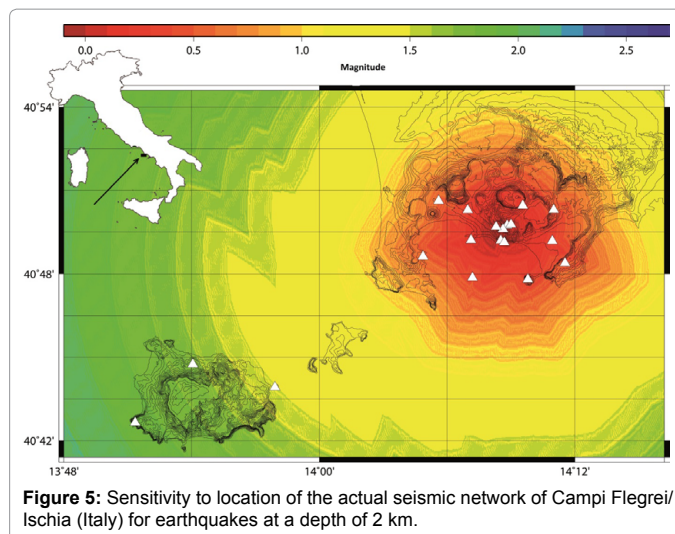 0.0 0.5 1.0 1.5 2.0 2.5
Magnitude
40˚54'
40˚48'
40˚42'
13˚48' 14˚00' 14˚12'
Figure 5: Sensitivity to location of the actual seismic network of Campi Flegrei/
Ischia (Italy) for earthquakes at a depth of 2 km.